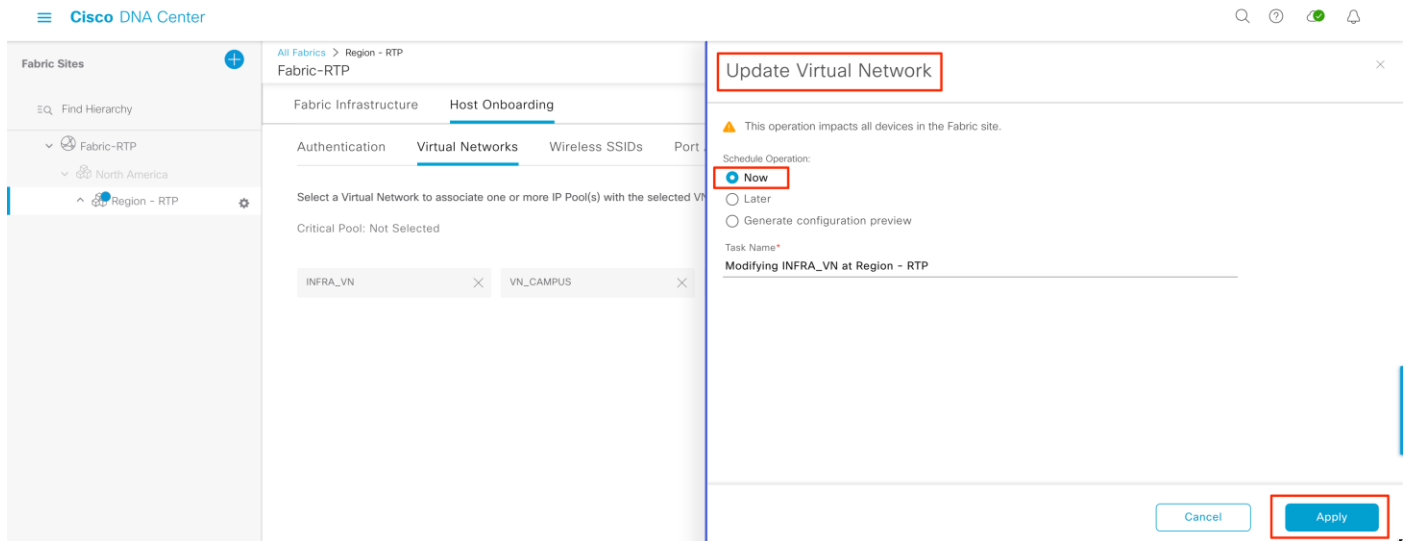 Cisco DNA Center
Fabric Sites
Find Hierarchy
Fabric-RTP
North America
Region - RTP
All Fabrics > Region - RTP
Fabric-RTP
Fabric Infrastructure Host Onboarding
Authentication Virtual Networks Wireless SSIDs Port
Select a Virtual Network to associate one or more IP Pool(s) with the selected
Critical Pool: Not Selected
INFRA_VN VN_CAMPUS
Update Virtual Network
This operation impacts all devices in the Fabric site.
Schedule Operation:
Now
Later
Generate configuration preview
Task Name*
Modifying INFRA_VN at Region - RTP
Cancel Apply